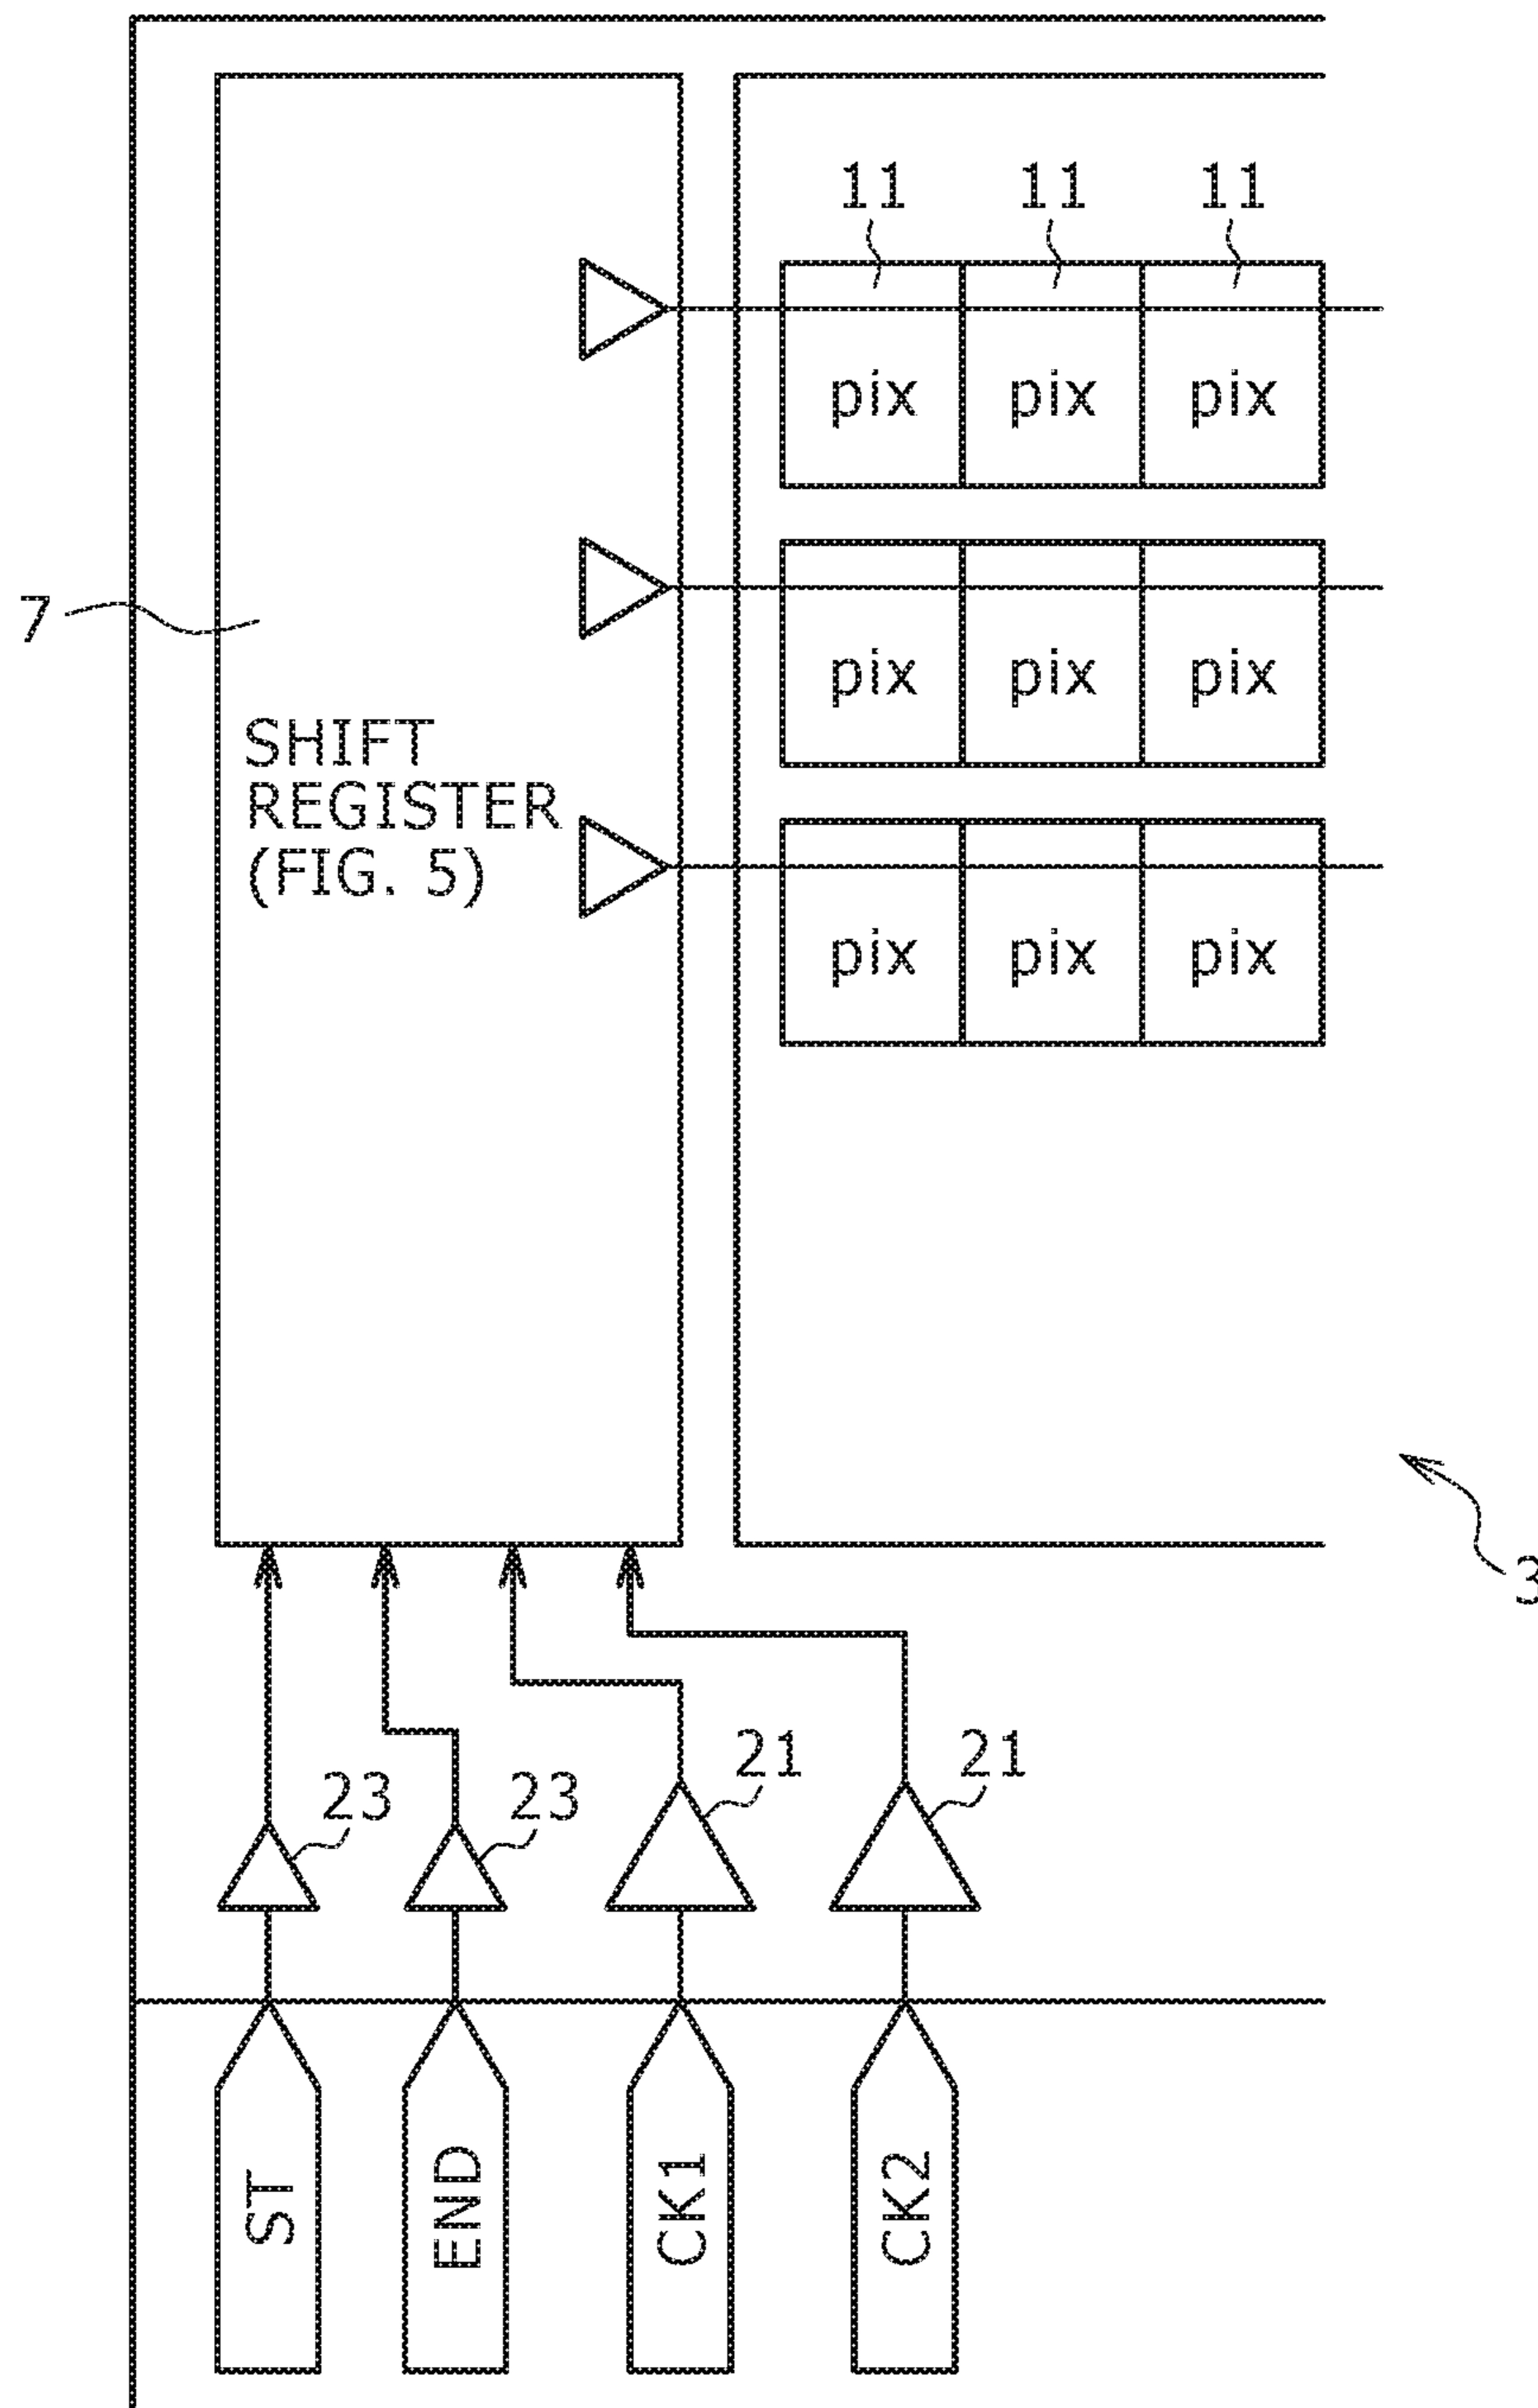 11 11 11
pix pix pix
7
pix pix pix
SHIFT
REGISTER
(FIG. 5)
pix pix pix
3
23 23 21 21
ST END CK1 CK2